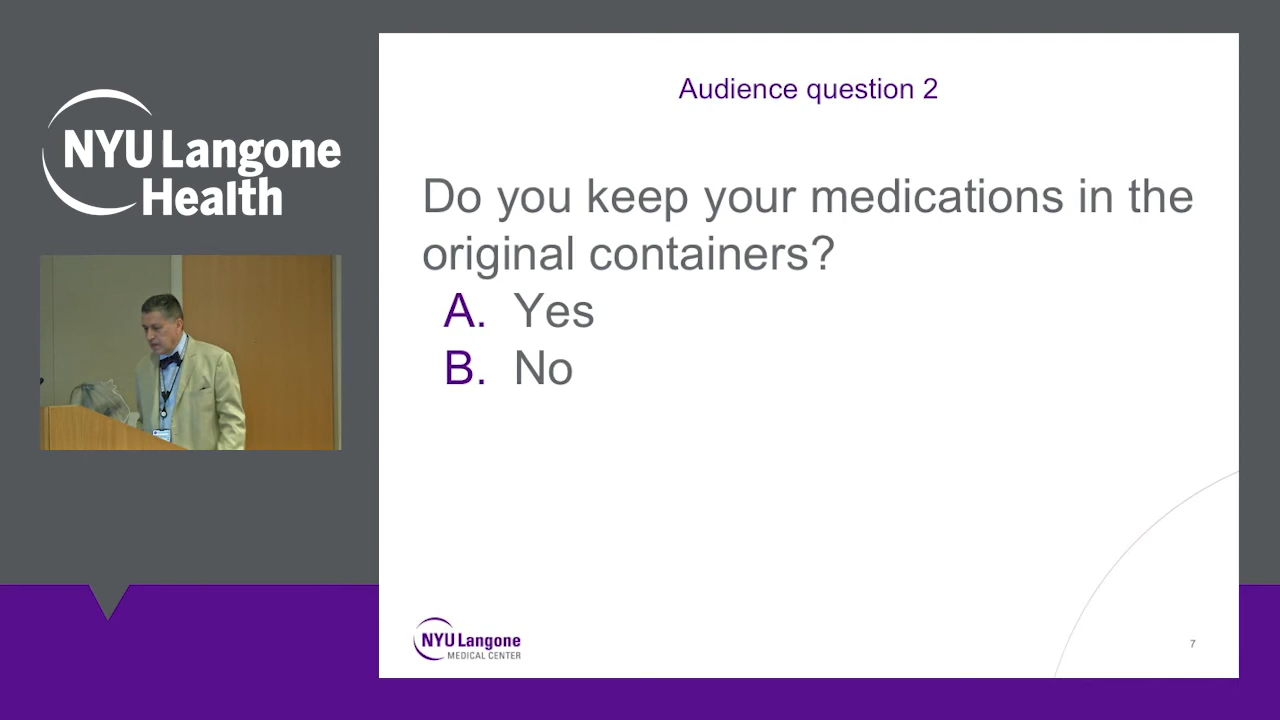 NYU Langone
Health
Audience question 2
Do you keep your medications in the
original containers?
A. Yes
B. No
NYU Langone
MEDICAL CENTER
7